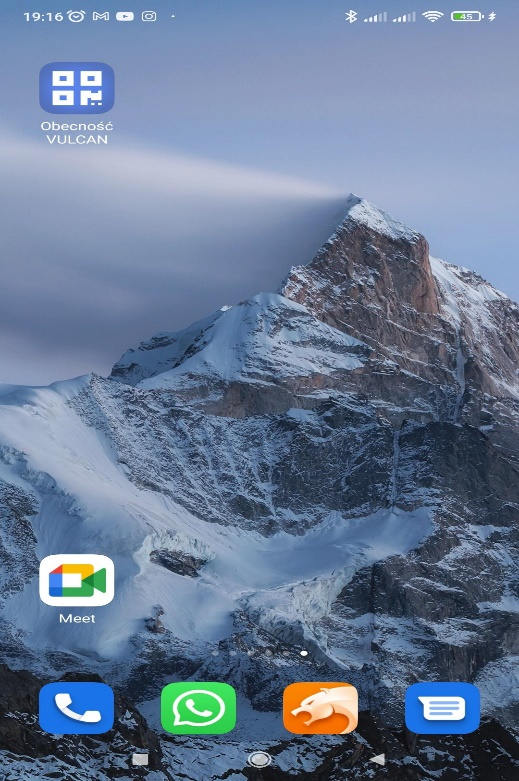 19:16
45
Obecność
VULCAN
Meet